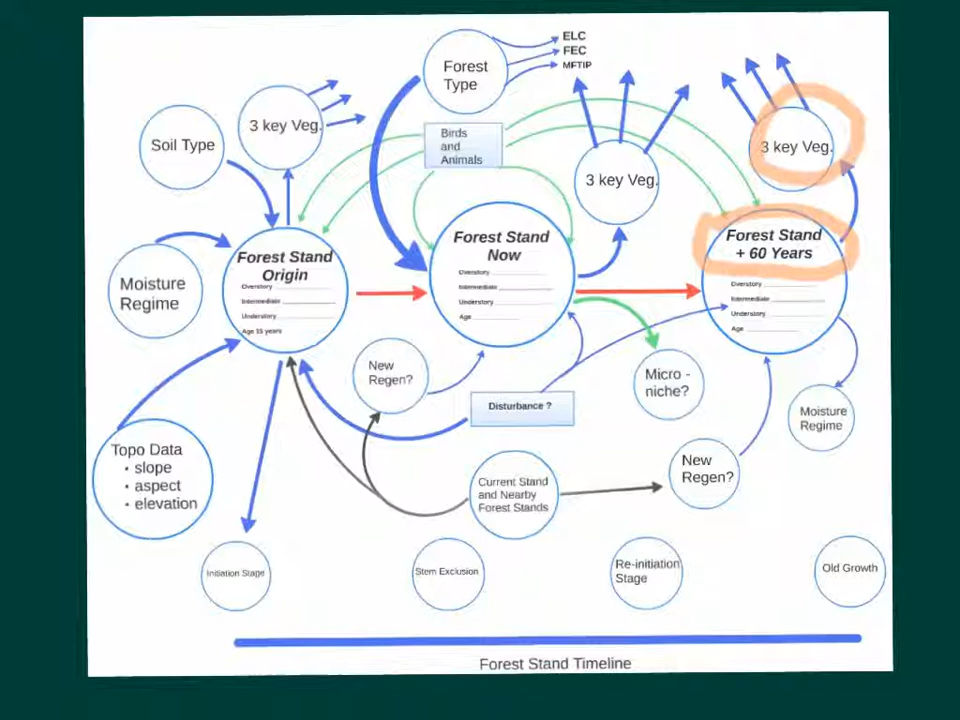 ELC
FEC
MFTIP
Forest
Type
3 key Veg.
Soil Type
Birds
and
Animals
3 key Veg.
3 key Veg.
Forest Stand
Origin
Overstory
Intermediate
Understory
Age 15 years
Forest Stand
Now
Overstory
Intermediate
Understory
Age
Forest Stand
+ 60 Years
Overstory
Intermediate
Understory
Age
Moisture
Regime
New
Regen?
Micro -
niche?
Disturbance ?
Moisture
Regime
Topo Data
• slope
• aspect
• elevation
Current Stand
and Nearby
Forest Stands
New
Regen?
Initiation Stage
Stem Exclusion
Re-initiation
Stage
Old Growth
Forest Stand Timeline